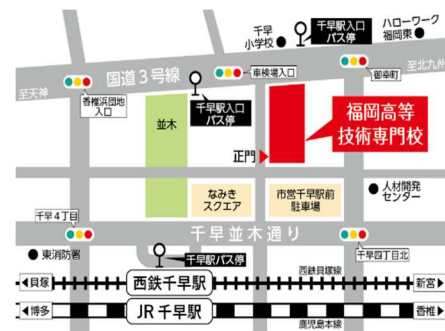 千早
小学校
千早駅入口
バス停
ハローワーク
福岡東
至北九州
国道3号線
車検場入口
御幸町
至天神
香椎浜団地
入口
千早駅入口
バス停
並木
福岡高等
技術専門校
正門
なみき
スクエア
市営千早駅前
駐車場
人材開発
センター
千早4丁目
千早並木通り
東消防署
千早駅バス停
千早四丁目北
西鉄貝塚線
貝塚
西鉄千早駅
新宮
博多
JR千早駅
香椎
鹿児島本線